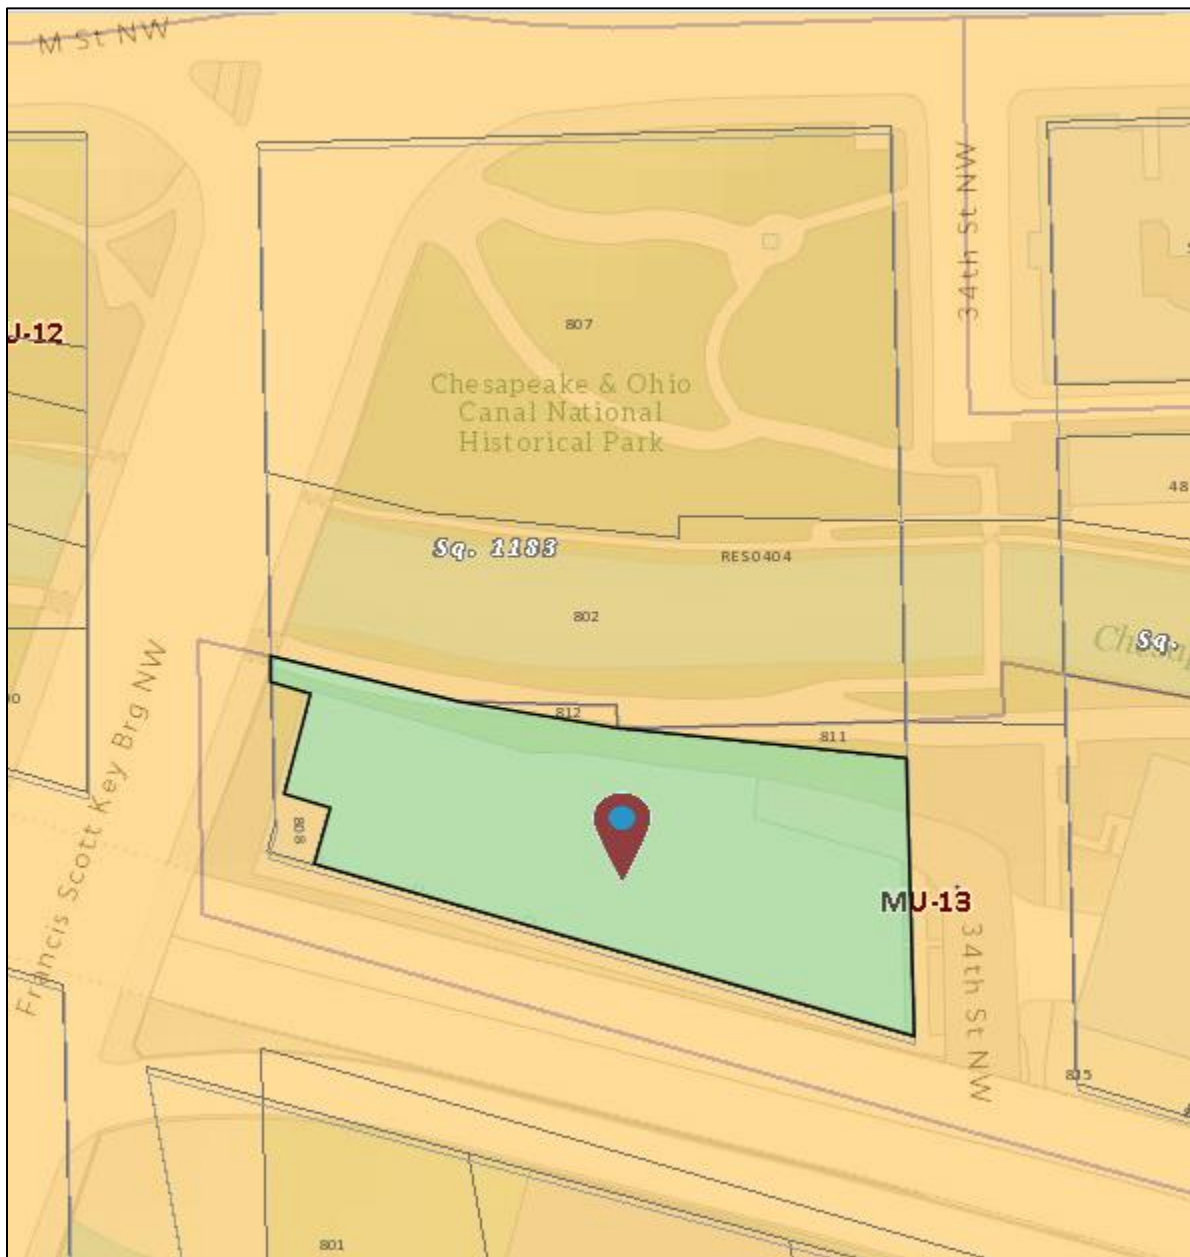 M St NW
34th St NW
U-12
807
Chesapeake & Ohio
Canal National
Historical Park
48
Sq. 1183
RES0404
802
Sq.
Chesap
Francis Scott Key Brg NW
812
811
808
MU-13
34th St NW
801